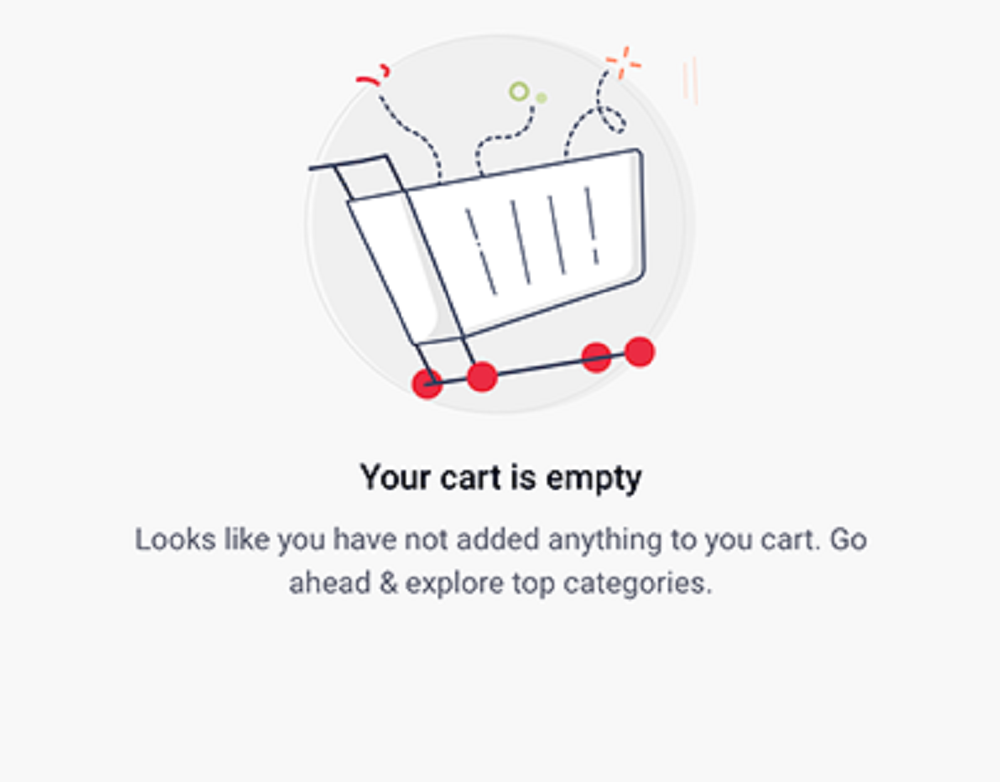 Your cart is empty
Looks like you have not added anything to you cart. Go
ahead & explore top categories.